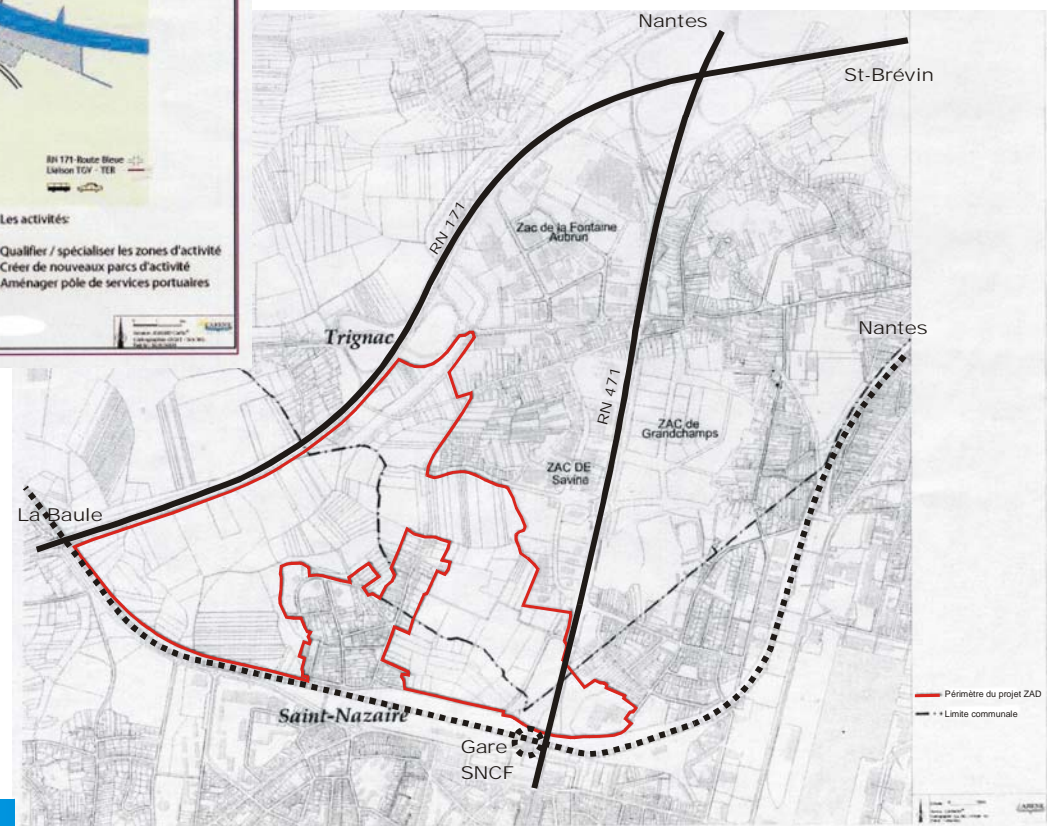 RN 171-Route Bleue
Liaison TGV - TER
Les activités:
Qualifier / spécialiser les zones d'activité
Créer de nouveaux parcs d'activité
Aménager pôle de services portuaires
CARENE
Nantes
St-Brévin
RN 171
Zac de la Fontaine
Aubrun
Trignac
Nantes
RN 471
ZAC de
Grandchamps
ZAC DE
Savine
La Baule
Saint-Nazaire
Gare
SNCF
Périmètre du projet ZAD
Limite communale
CARENE